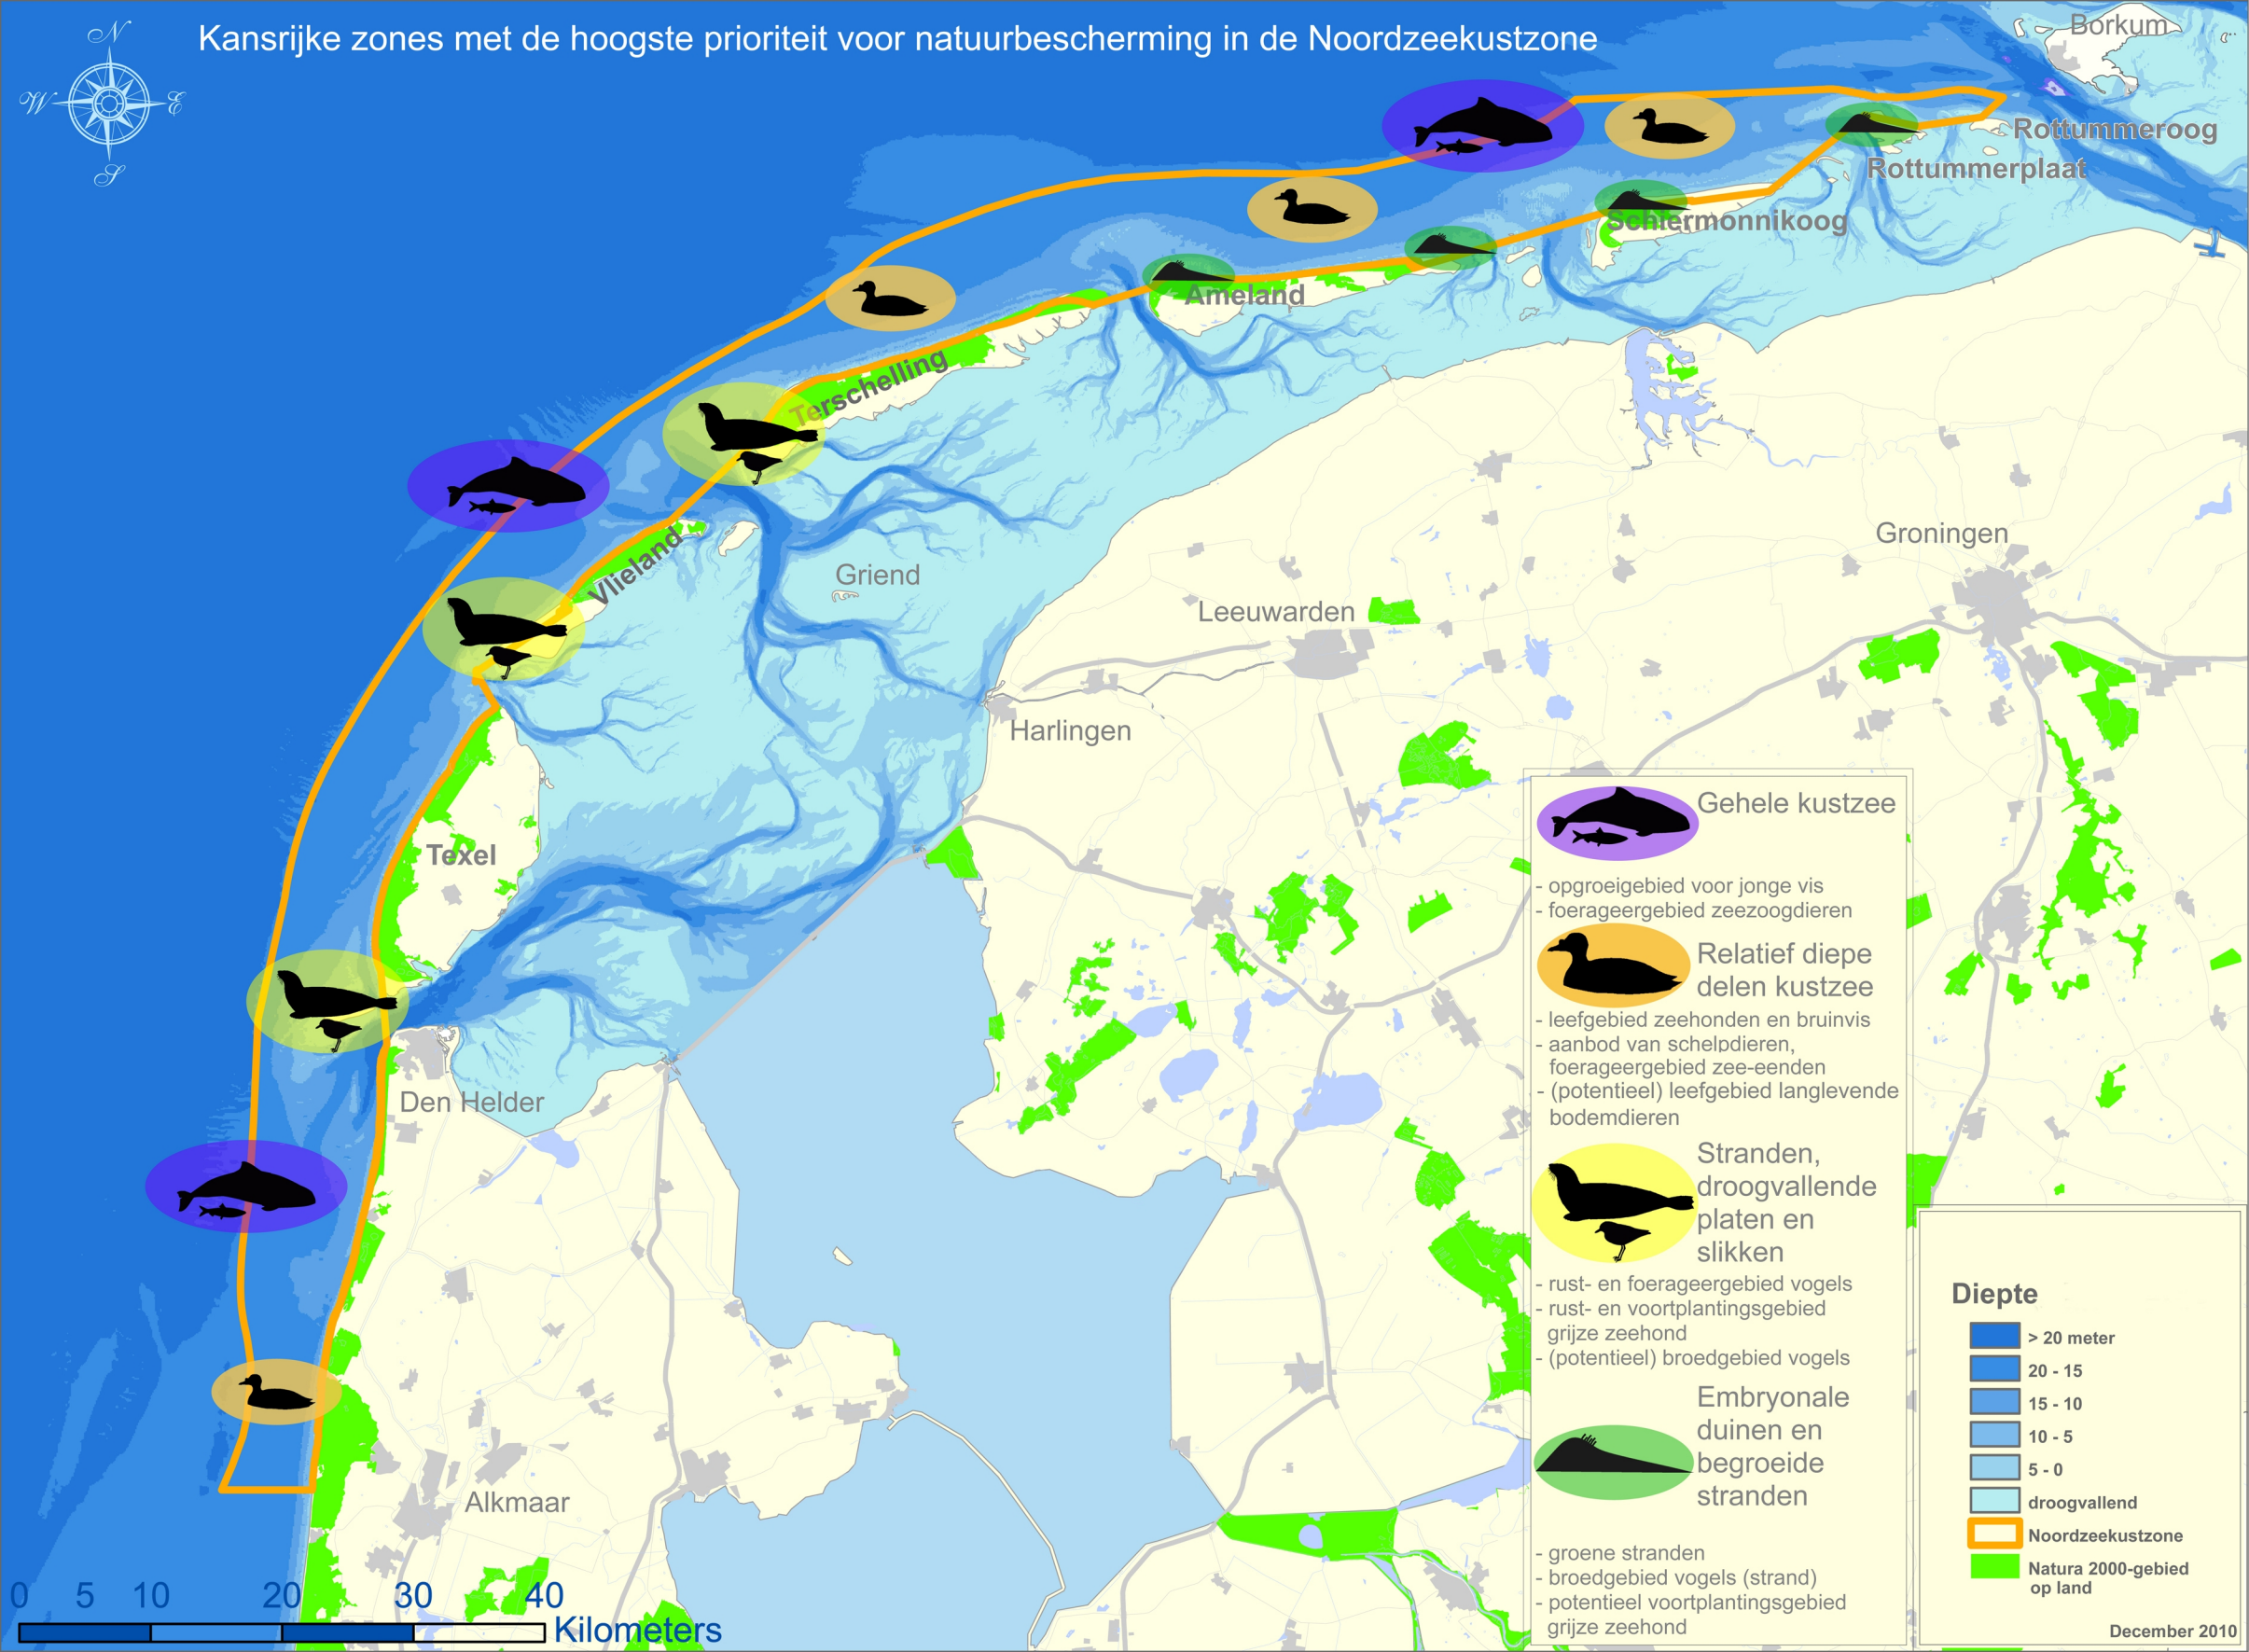 Kansrijke zones met de hoogste prioriteit voor natuurbescherming in de Noordzeekustzone
N
W
E
S
Borkum
Rottummeroog
Rottummerplaat
Schiermonnikoog
Ameland
Terschelling
Vlieland
Griend
Groningen
Leeuwarden
Harlingen
Texel
Den Helder
Alkmaar
Gehele kustzee
- opgroeigebied voor jonge vis
- foerageergebied zeezoogdieren
Relatief diepe
delen kustzee
- leefgebied zeehonden en bruinvis
- aanbod van schelpdieren,
foerageergebied zee-eenden
- (potentieel) leefgebied langlevende
bodemdieren
Stranden,
droogvallende
platen en
slikken
- rust- en foerageergebied vogels
- rust- en voortplantingsgebied
grijze zeehond
- (potentieel) broedgebied vogels
Embryonale
duinen en
begroeide
stranden
- groene stranden
- broedgebied vogels (strand)
- potentieel voortplantingsgebied
grijze zeehond
Diepte
> 20 meter
20 - 15
15 - 10
10 - 5
5 - 0
droogvallend
Noordzeekustzone
Natura 2000-gebied
op land
December 2010
0 5 10 20 30 40
Kilometers